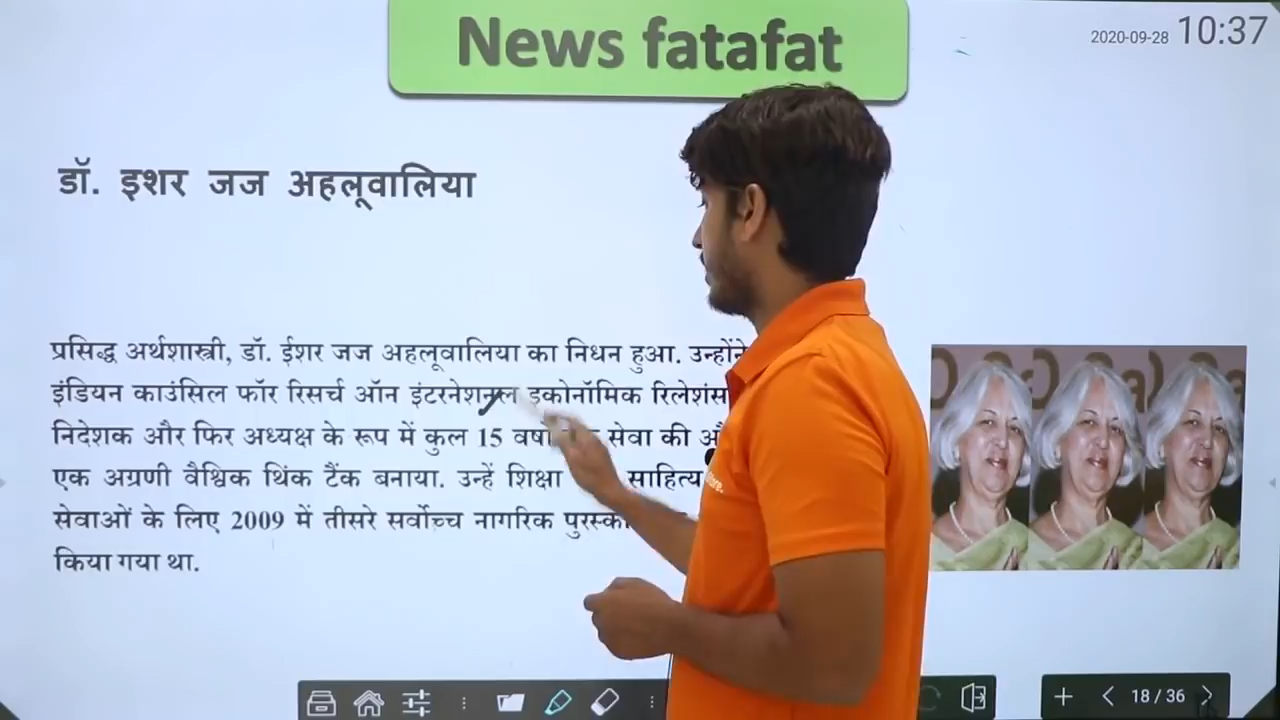 News fatafat
2020-09-28 10:37
डॉ. इशर जज अहलूवालिया
प्रसिद्ध अर्थशास्त्री, डॉ. ईशर जज अहलूवालिया का निधन हुआ. उन्होंने
इंडियन काउंसिल फॉर रिसर्च ऑन इंटरनेशनल इकोनॉमिक रिलेशंस
निदेशक और फिर अध्यक्ष के रूप में कुल 15 सेवा की
एक अग्रणी वैश्विक थिंक टैंक बनाया. उन्हें शिक्षा साहित्य
सेवाओं के लिए 2009 में तीसरे सर्वोच्च नागरिक
किया गया था.
18 / 36